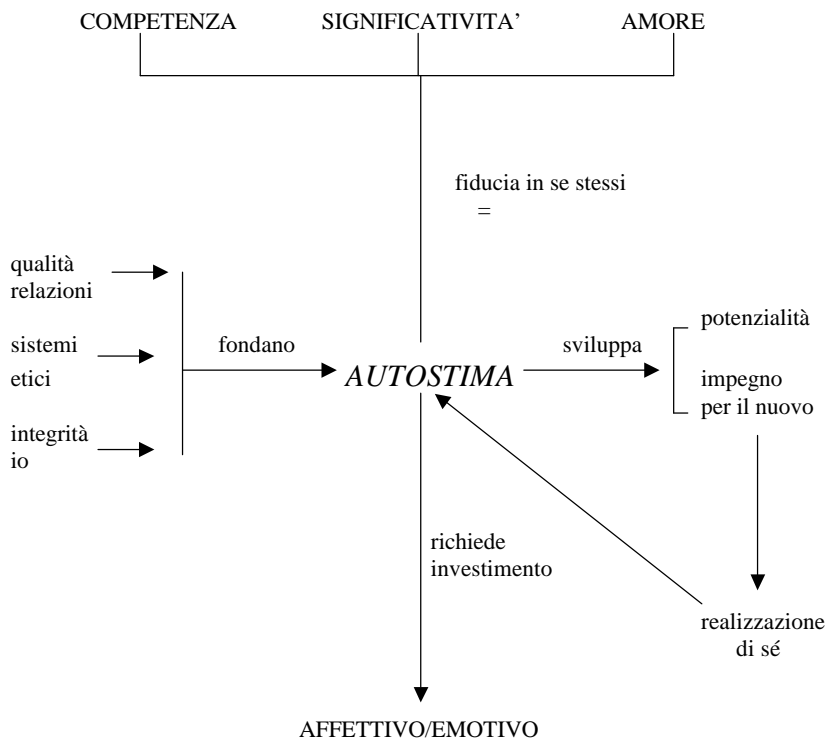 COMPETENZA SIGNIFICATIVITA’ AMORE
fiducia in se stessi
=
qualità
relazioni
sistemi
etici
integrità
io
fondano
AUTOSTIMA
sviluppa
potenzialità
impegno
per il nuovo
richiede
investimento
realizzazione
di sé
AFFETTIVO/EMOTIVO